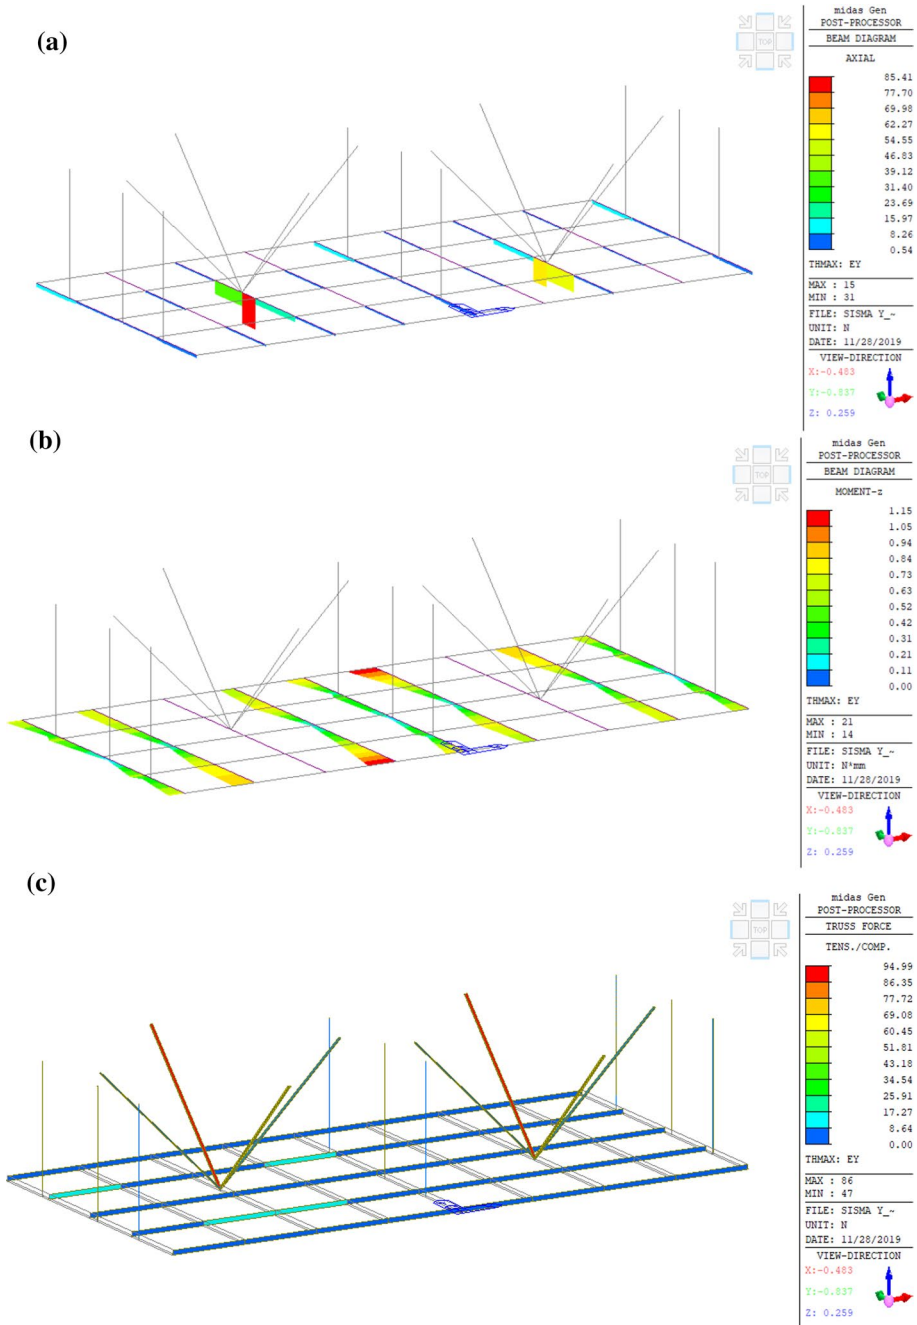 (a)
TOP
midas Gen
POST-PROCESSOR
BEAM DIAGRAM
AXIAL
85.41
77.70
69.98
62.27
54.55
46.83
39.12
31.40
23.69
15.97
8.26
0.54
THMAX: EY
MAX : 15
MIN : 31
FILE: SISMA Y_~
UNIT: N
DATE: 11/28/2019
VIEW-DIRECTION
X:-0.483
Y:-0.837
Z: 0.259
(b)
TOP
midas Gen
POST-PROCESSOR
BEAM DIAGRAM
MOMENT-z
1.15
1.05
0.94
0.84
0.73
0.63
0.52
0.42
0.31
0.21
0.11
0.00
THMAX: EY
MAX : 21
MIN : 14
FILE: SISMA Y_~
UNIT: N*mm
DATE: 11/28/2019
VIEW-DIRECTION
X:-0.483
Y:-0.837
Z: 0.259
(c)
TOP
midas Gen
POST-PROCESSOR
TRUSS FORCE
TENS./COMP.
94.99
86.35
77.72
69.08
60.45
51.81
43.18
34.54
25.91
17.27
8.64
0.00
THMAX: EY
MAX : 86
MIN : 47
FILE: SISMA Y_~
UNIT: N
DATE: 11/28/2019
VIEW-DIRECTION
X:-0.483
Y:-0.837
Z: 0.259